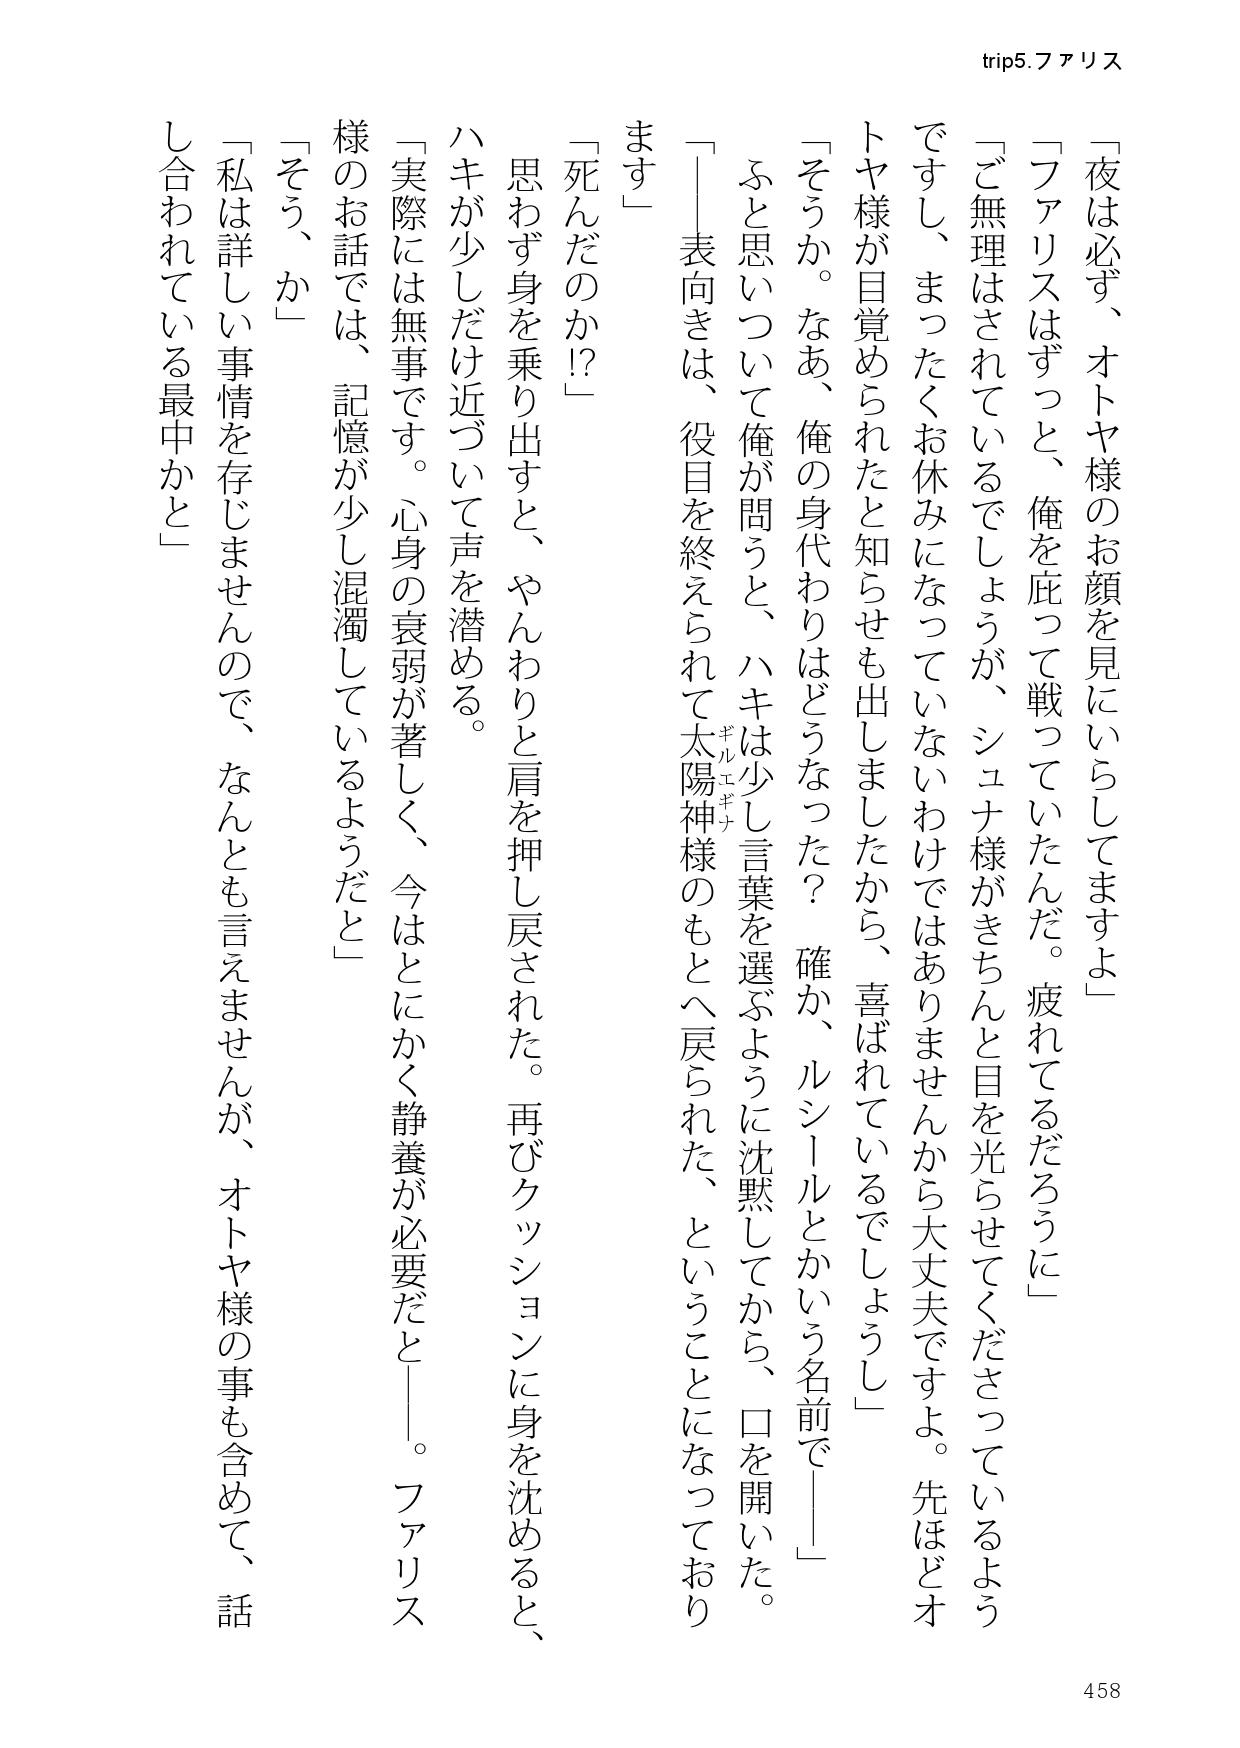 trip5.ファリス
「夜は必ず、オトヤ様のお顔を見にいらしてますよ」
「ファリスはずっと、俺を庇って戦っていたんだ。疲れてるだろうに」
「ご無理はされているでしょうが、シュナ様がきちんと目を光らせてくださっているよう
ですし、まったくお休みになっていないわけではありませんから大丈夫ですよ。先ほどオ
トヤ様が目覚められたと知らせも出しましたから、喜ばれているでしょうし」
「そうか。なあ、俺の身代わりはどうなった？　確か、ルシールとかいう名前で――」
　ふと思いついて俺が問うと、ハキは少し言葉を選ぶように沈黙してから、口を開いた。
「――表向きは、役目を終えられて太陽神様のもとへ戻られた、ということになっており
ギルエギナ
ます」
「死んだのか!?」
　思わず身を乗り出すと、やんわりと肩を押し戻された。再びクッションに身を沈めると、
ハキが少しだけ近づいて声を潜める。
「実際には無事です。心身の衰弱が著しく、今はとにかく静養が必要だと――。ファリス
様のお話では、記憶が少し混濁しているようだと」
「そう、か」
「私は詳しい事情を存じませんので、なんとも言えませんが、オトヤ様の事も含めて、話
し合われている最中かと」
458